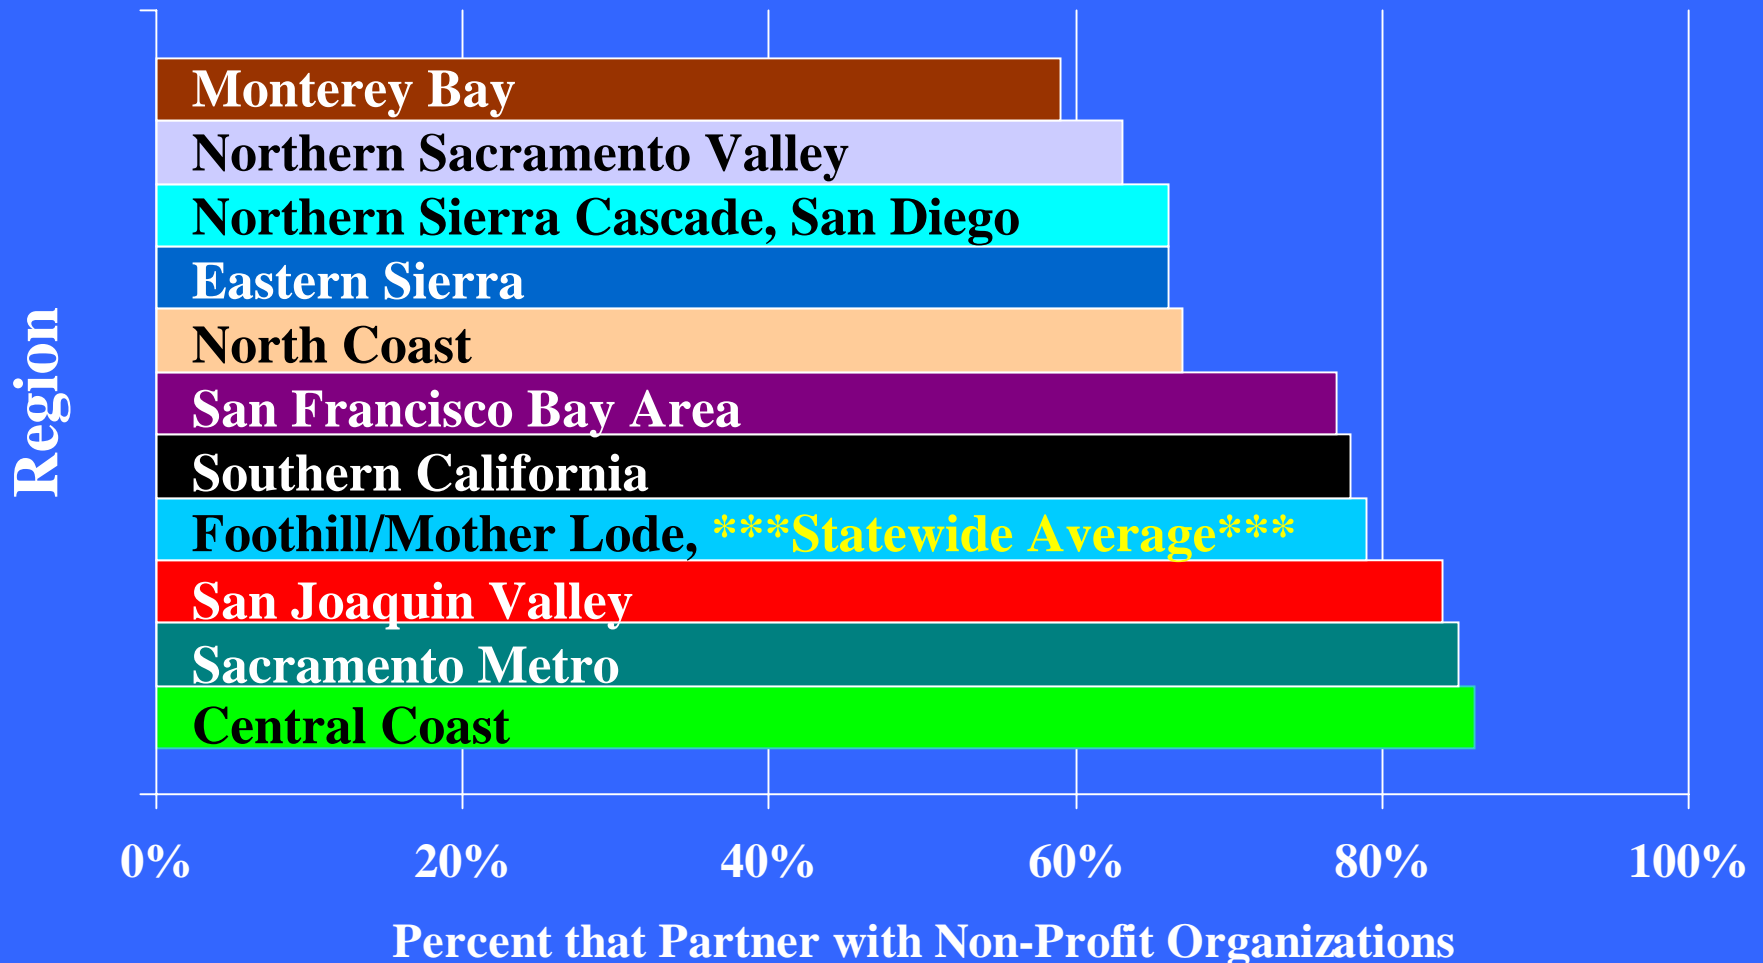 Monterey Bay
Northern Sacramento Valley
Northern Sierra Cascade, San Diego
Eastern Sierra
North Coast
San Francisco Bay Area
Southern California
Foothill/Mother Lode, ***Statewide Average***
San Joaquin Valley
Sacramento Metro
Central Coast
Region
0% 20% 40% 60% 80% 100%
Percent that Partner with Non-Profit Organizations